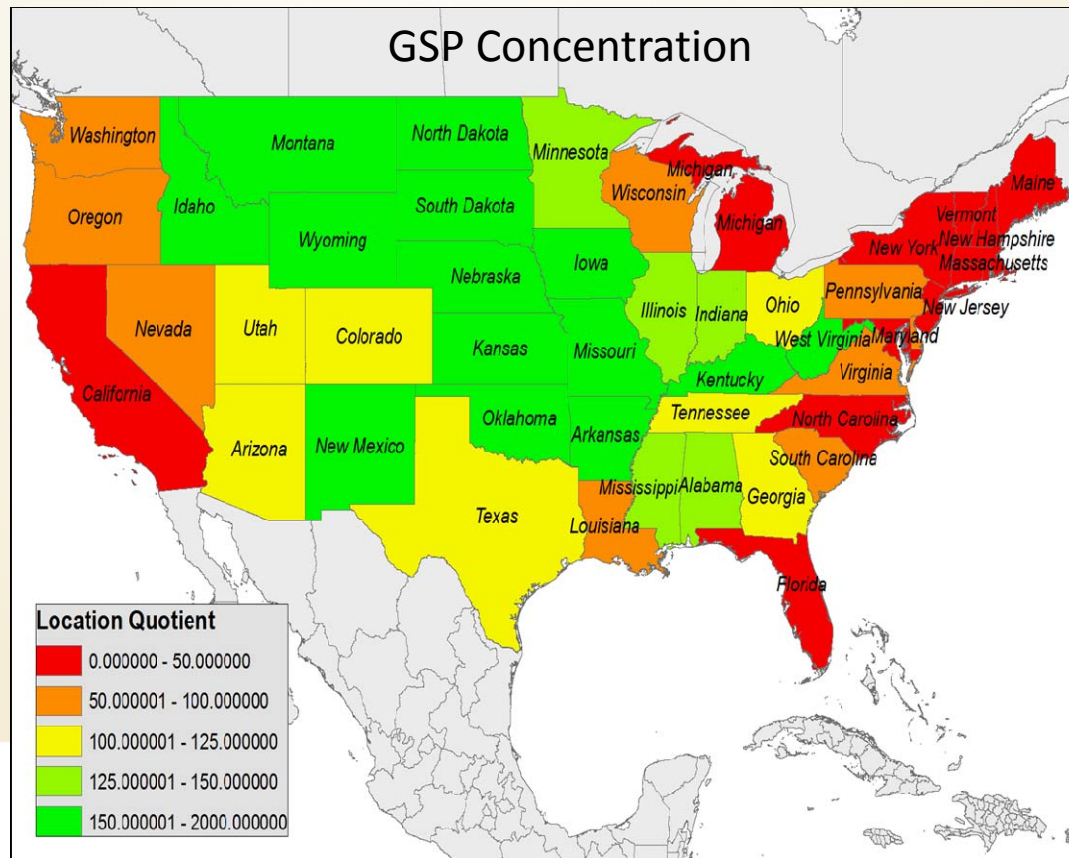 GSP Concentration
Washington
Montana
North Dakota
Minnesota
Michigan
Maine
Oregon
Idaho
South Dakota
Wisconsin
Michigan
Vermont
Wyoming
New York
New Hampshire
Massachusetts
Nebraska
Iowa
Nevada
Utah
Colorado
Illinois
Indiana
Ohio
Pennsylvania
New Jersey
California
Kansas
Missouri
West Virginia
Maryland
Kentucky
Virginia
Arizona
New Mexico
Oklahoma
Arkansas
Tennessee
North Carolina
South Carolina
Texas
Mississippi
Alabama
Georgia
Louisiana
Florida
Location Quotient
0.000000 - 50.000000
50.000001 - 100.000000
100.000001 - 125.000000
125.000001 - 150.000000
150.000001 - 2000.000000